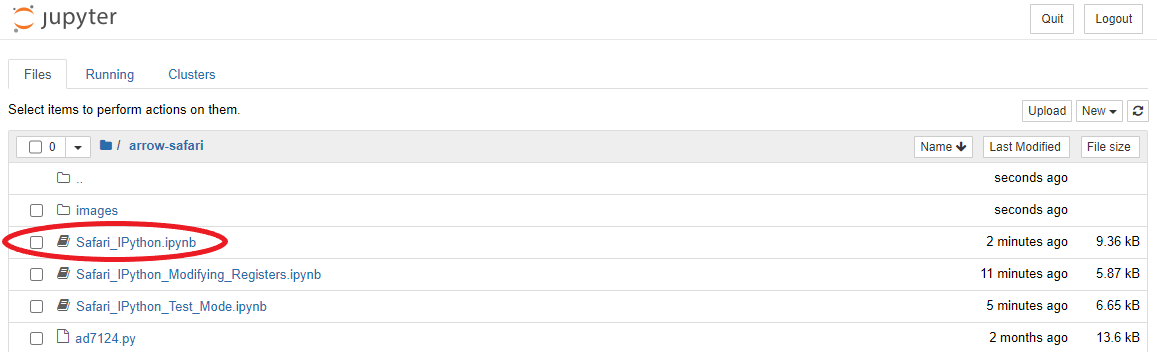 jupyter Quit Logout
Files Running Clusters
Select items to perform actions on them. Upload New
0 / arrow-safari Name Last Modified File size
.. seconds ago
images seconds ago
Safari_IPython.ipynb 2 minutes ago 9.36 kB
Safari_IPython_Modifying_Registers.ipynb 11 minutes ago 5.87 kB
Safari_IPython_Test_Mode.ipynb 5 minutes ago 6.65 kB
ad7124.py 2 months ago 13.6 kB